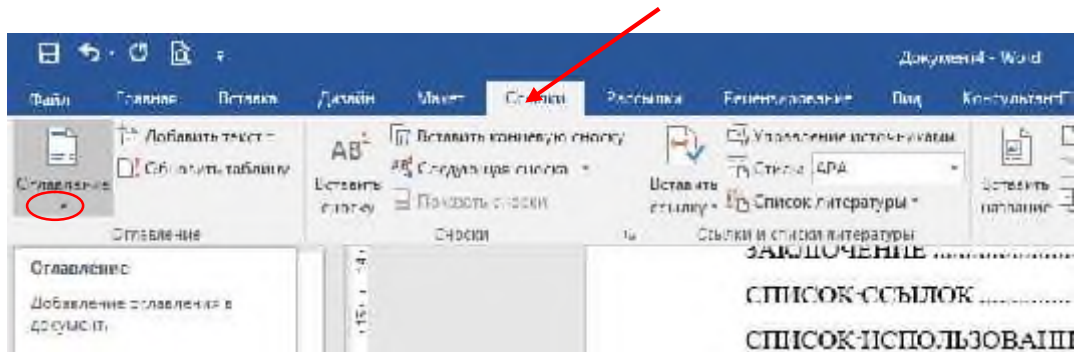 Документ4 - Word
Файл Главная Вставка Дизайн Макет Ссылки Рассылки Рецензирование Вид
Оглавление
Добавить текст
Обновить таблицу
Оглавление
AB¹
Вставить сноску
Вставить концевую сноску
Следующая сноска
Показать сноски
Сноски
Вставить ссылку
Управление источниками
Стиль: APA
Список литературы
Ссылки и списки литературы
Вставить название
Оглавление
Добавление оглавления в
документ.
ЗАКЛЮЧЕНИЕ
СПИСОК ССЫЛОК
СПИСОК ИСПОЛЬЗОВАНН